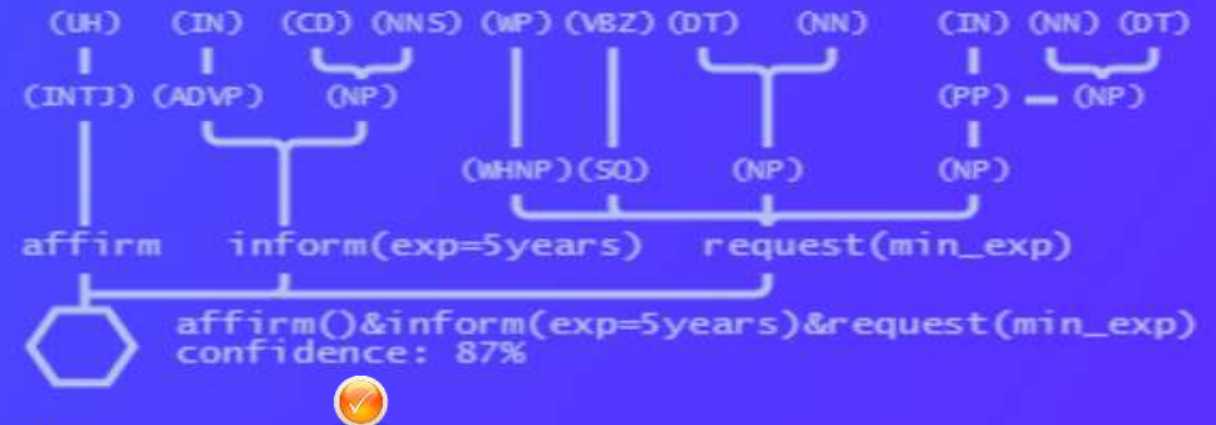 (UH) (IN) (CD) (NNS) (WP) (VBZ) (DT) (NN) (IN) (NN) (DT)
(INTJ) (ADVP) (NP) (PP) (NP)
(WHNP) (SQ) (NP) (NP)
affirm inform(exp=5years) request(min_exp)
affirm()&inform(exp=5years)&request(min_exp)
confidence: 87%